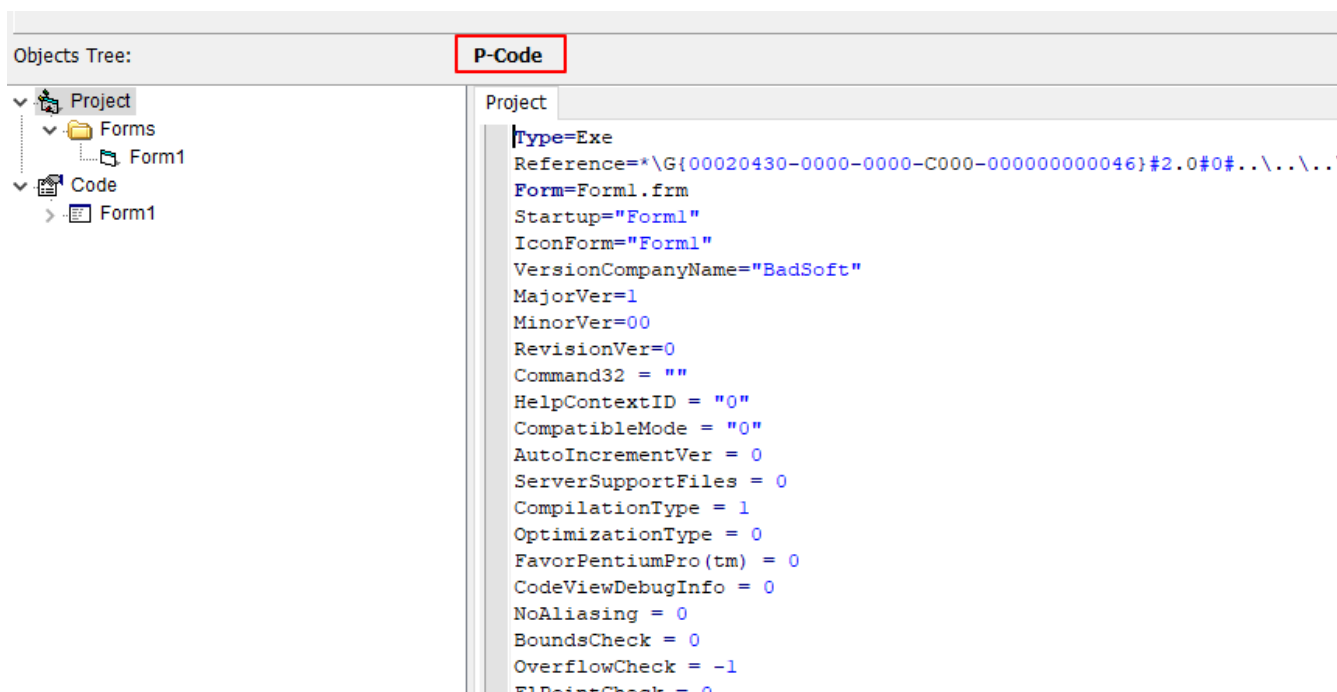 Objects Tree:
P-Code
Project
Forms
Form1
Code
Form1
Project
Type=Exe
Reference=*\G{00020430-0000-0000-C000-000000000046}#2.0#0#..\..\..
Form=Form1.frm
Startup="Form1"
IconForm="Form1"
VersionCompanyName="BadSoft"
MajorVer=1
MinorVer=00
RevisionVer=0
Command32 = ""
HelpContextID = "0"
CompatibleMode = "0"
AutoIncrementVer = 0
ServerSupportFiles = 0
CompilationType = 1
OptimizationType = 0
FavorPentiumPro(tm) = 0
CodeViewDebugInfo = 0
NoAliasing = 0
BoundsCheck = 0
OverflowCheck = -1
FlPointCheck = 0